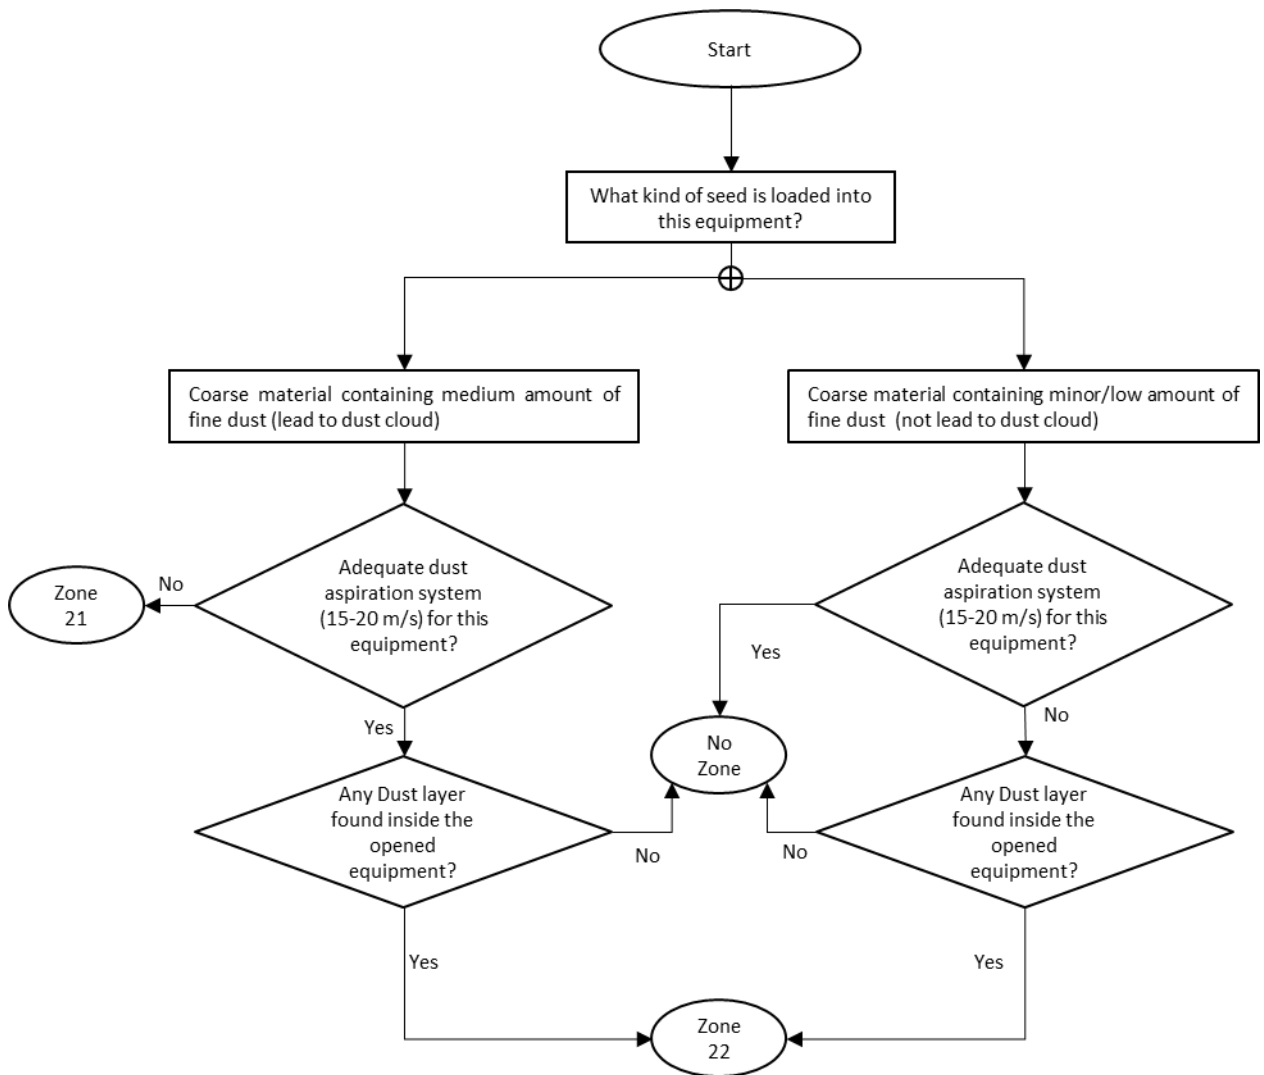 Start
What kind of seed is loaded into
this equipment?
Coarse material containing medium amount of
fine dust (lead to dust cloud)
Coarse material containing minor/low amount of
fine dust (not lead to dust cloud)
Adequate dust
aspiration system
(15-20 m/s) for this
equipment?
Adequate dust
aspiration system
(15-20 m/s) for this
equipment?
No
Zone
21
Yes
No
Yes
No
Zone
Any Dust layer
found inside the
opened
equipment?
Any Dust layer
found inside the
opened
equipment?
No
No
Yes
Yes
Zone
22